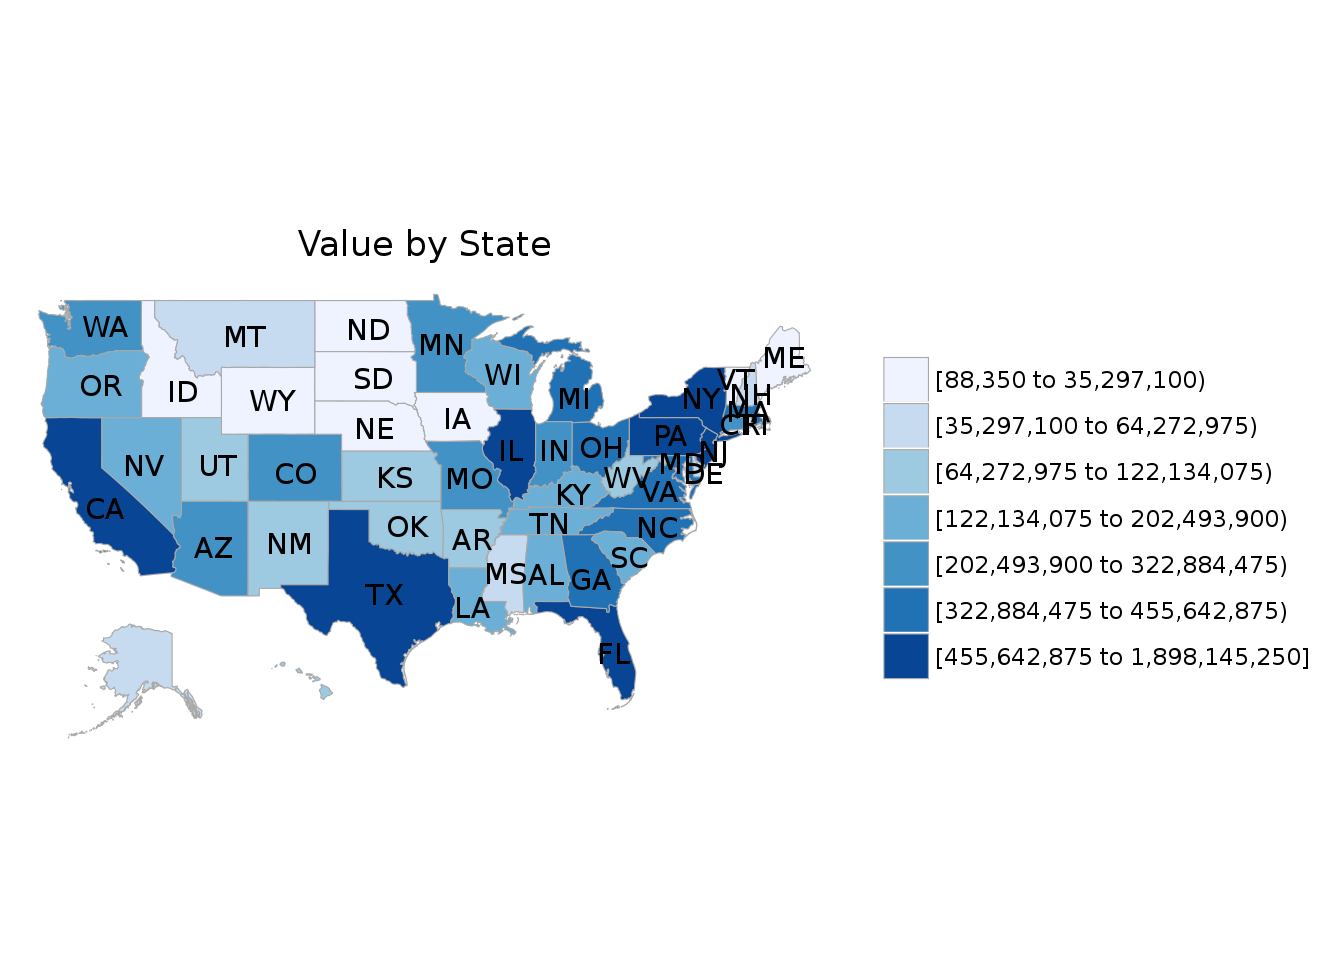 Value by State
WA
MT
ND
MN
ME
OR
ID
SD
WI
VT
NH
WY
MI
NY
MA
NE
IA
CT
RI
PA
NV
UT
CO
KS
MO
IL
IN
OH
NJ
MD
DE
WV
VA
CA
KY
AZ
NM
OK
AR
TN
NC
SC
TX
LA
MS
AL
GA
FL
[88,350 to 35,297,100)
[35,297,100 to 64,272,975)
[64,272,975 to 122,134,075)
[122,134,075 to 202,493,900)
[202,493,900 to 322,884,475)
[322,884,475 to 455,642,875)
[455,642,875 to 1,898,145,250]